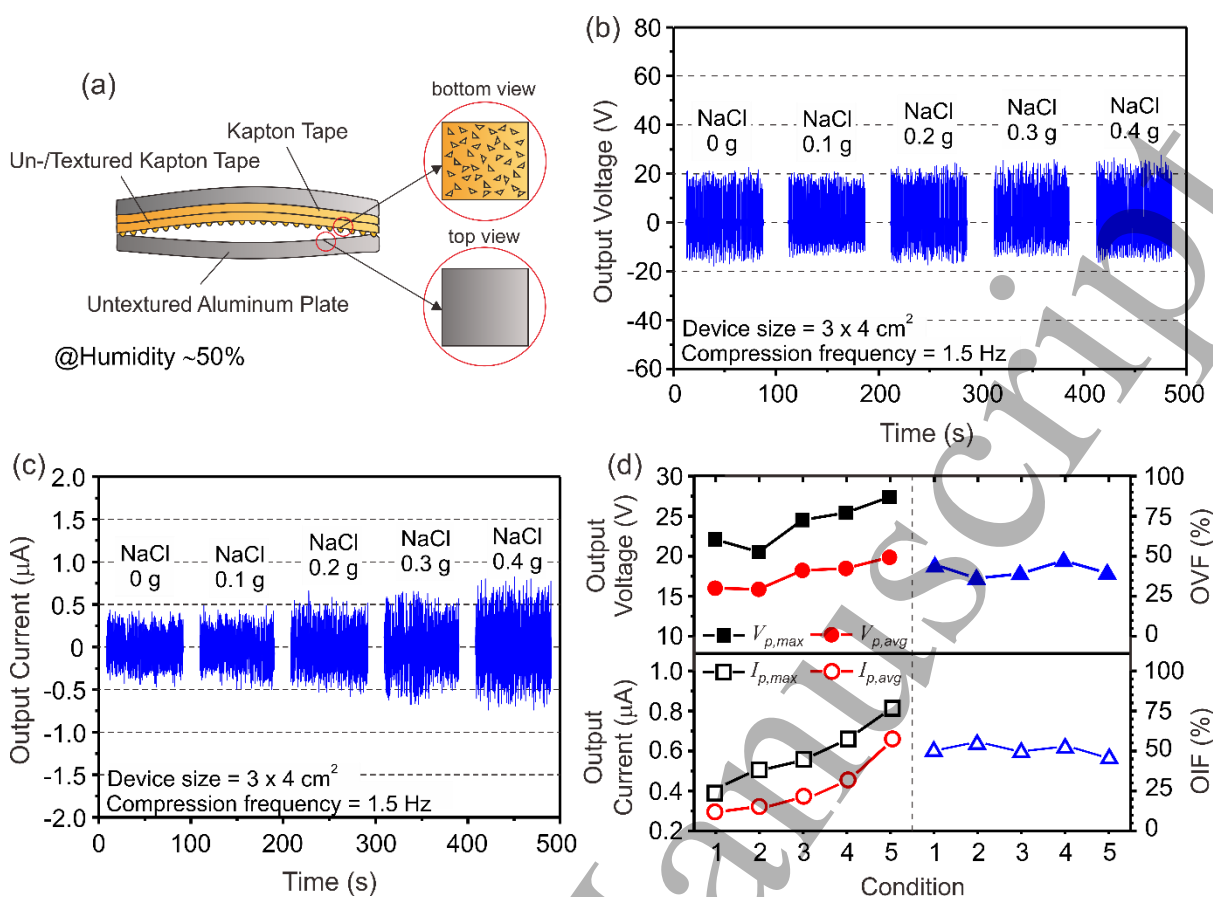 (a)
bottom view
Kapton Tape
Un-/Textured Kapton Tape
top view
Untextured Aluminum Plate
@Humidity ~50%
(b)
80
60
40
20
0
-20
-40
-60
Output Voltage (V)
NaCl
0 g
NaCl
0.1 g
NaCl
0.2 g
NaCl
0.3 g
NaCl
0.4 g
Device size = 3 x 4 cm²
Compression frequency = 1.5 Hz
0 100 200 300 400 500
Time (s)
(c)
2.0
1.5
1.0
0.5
0
-0.5
-1.0
-1.5
-2.0
Output Current (µA)
NaCl
0 g
NaCl
0.1 g
NaCl
0.2 g
NaCl
0.3 g
NaCl
0.4 g
Device size = 3 x 4 cm²
Compression frequency = 1.5 Hz
0 100 200 300 400 500
Time (s)
(d)
30
25
20
15
10
Output
Voltage (V)
Vp,max Vp,avg
100
75
50
25
0
OVF (%)
1.0
0.8
0.6
0.4
0.2
Output
Current (µA)
Ip,max Ip,avg
100
75
50
25
0
OIF (%)
1 2 3 4 5 1 2 3 4 5
Condition
anuscript